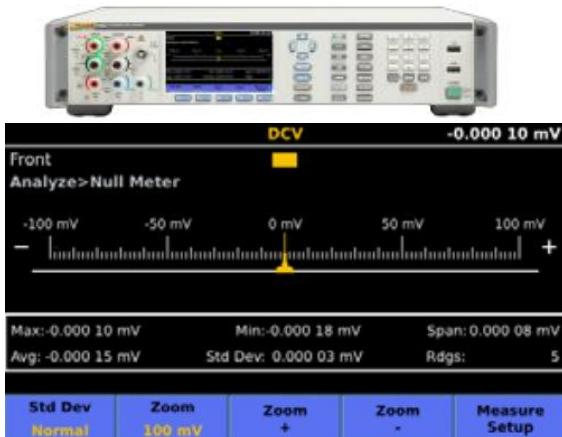 DCV -0.000 10 mV
Front
Analyze>Null Meter
-100 mV -50 mV 0 mV 50 mV 100 mV
- +
Max:-0.000 10 mV Min:-0.000 18 mV Span: 0.000 08 mV
Avg: -0.000 15 mV Std Dev: 0.000 03 mV Rdgs: 5
Std Dev Zoom Zoom Zoom Measure
Normal 100 mV + - Setup